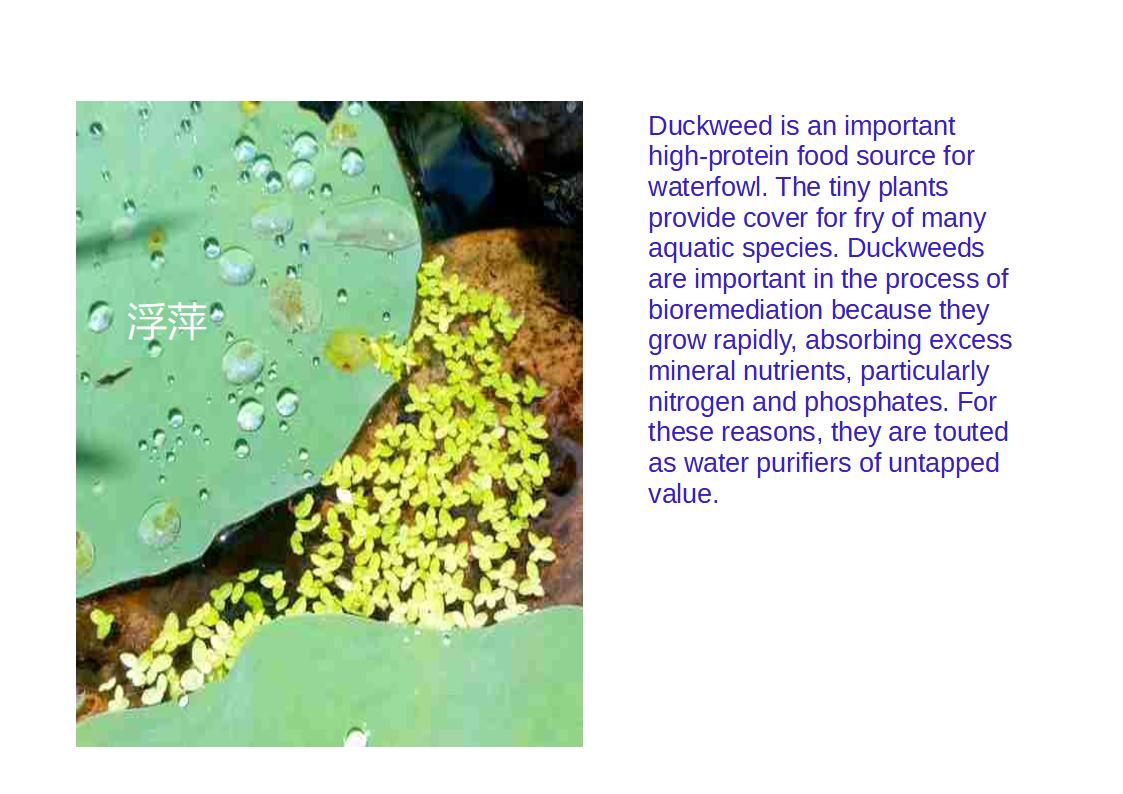 浮萍
Duckweed is an important
high-protein food source for
waterfowl. The tiny plants
provide cover for fry of many
aquatic species. Duckweeds
are important in the process of
bioremediation because they
grow rapidly, absorbing excess
mineral nutrients, particularly
nitrogen and phosphates. For
these reasons, they are touted
as water purifiers of untapped
value.